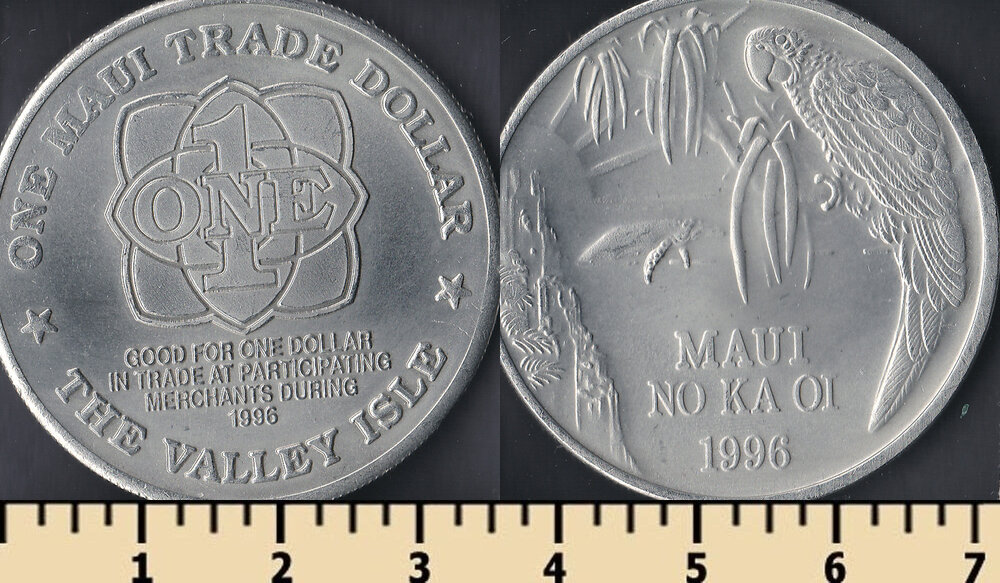 ONE MAUI TRADE DOLLAR
1
ONE
1
GOOD FOR ONE DOLLAR
IN TRADE AT PARTICIPATING
MERCHANTS DURING
1996
THE VALLEY ISLE
MAUI
NO KA OI
1996
1 2 3 4 5 6 7